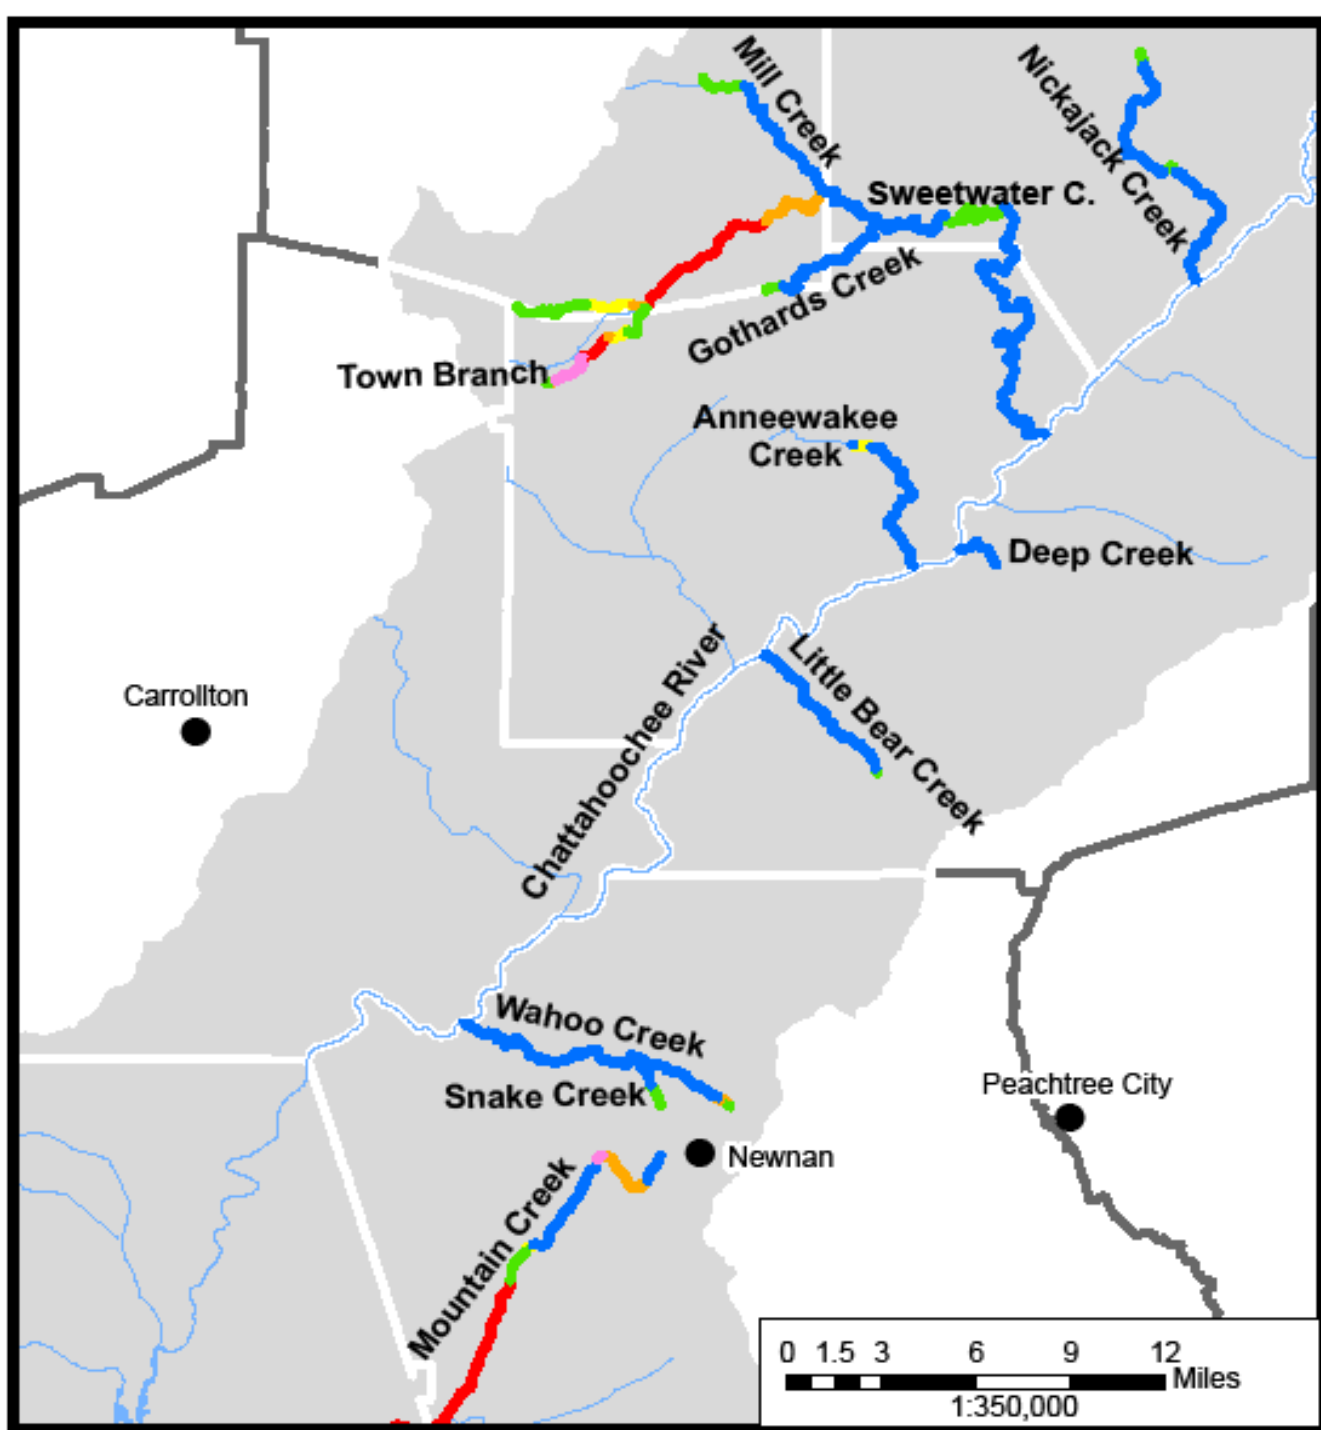 Mill Creek
Nickajack Creek
Sweetwater C.
Gothards Creek
Town Branch
Anneewakee
Creek
Deep Creek
Little Bear Creek
Chattahoochee River
Carrollton
Wahoo Creek
Snake Creek
Peachtree City
Newnan
Mountain Creek
0 1.5 3 6 9 12
Miles
1:350,000